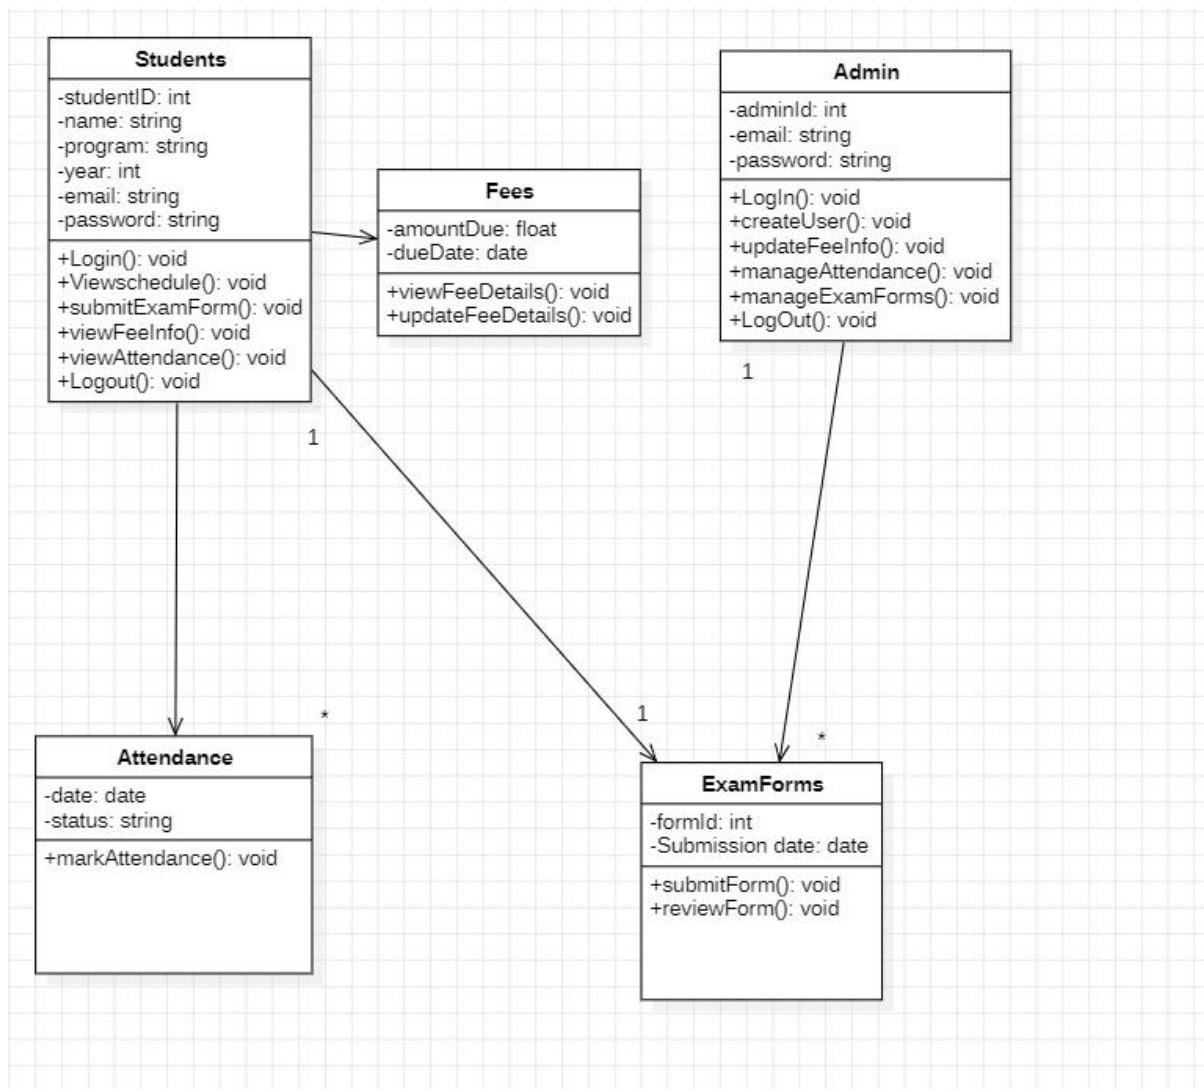 Students
-studentID: int
-name: string
-program: string
-year: int
-email: string
-password: string
+Login(): void
+Viewschedule(): void
+submitExamForm(): void
+viewFeeInfo(): void
+viewAttendance(): void
+Logout(): void
Fees
-amountDue: float
-dueDate: date
+viewFeeDetails(): void
+updateFeeDetails(): void
Admin
-adminId: int
-email: string
-password: string
+LogIn(): void
+createUser(): void
+updateFeeInfo(): void
+manageAttendance(): void
+manageExamForms(): void
+LogOut(): void
1
1
*
1
*
Attendance
-date: date
-status: string
+markAttendance(): void
ExamForms
-formId: int
-Submission date: date
+submitForm(): void
+reviewForm(): void